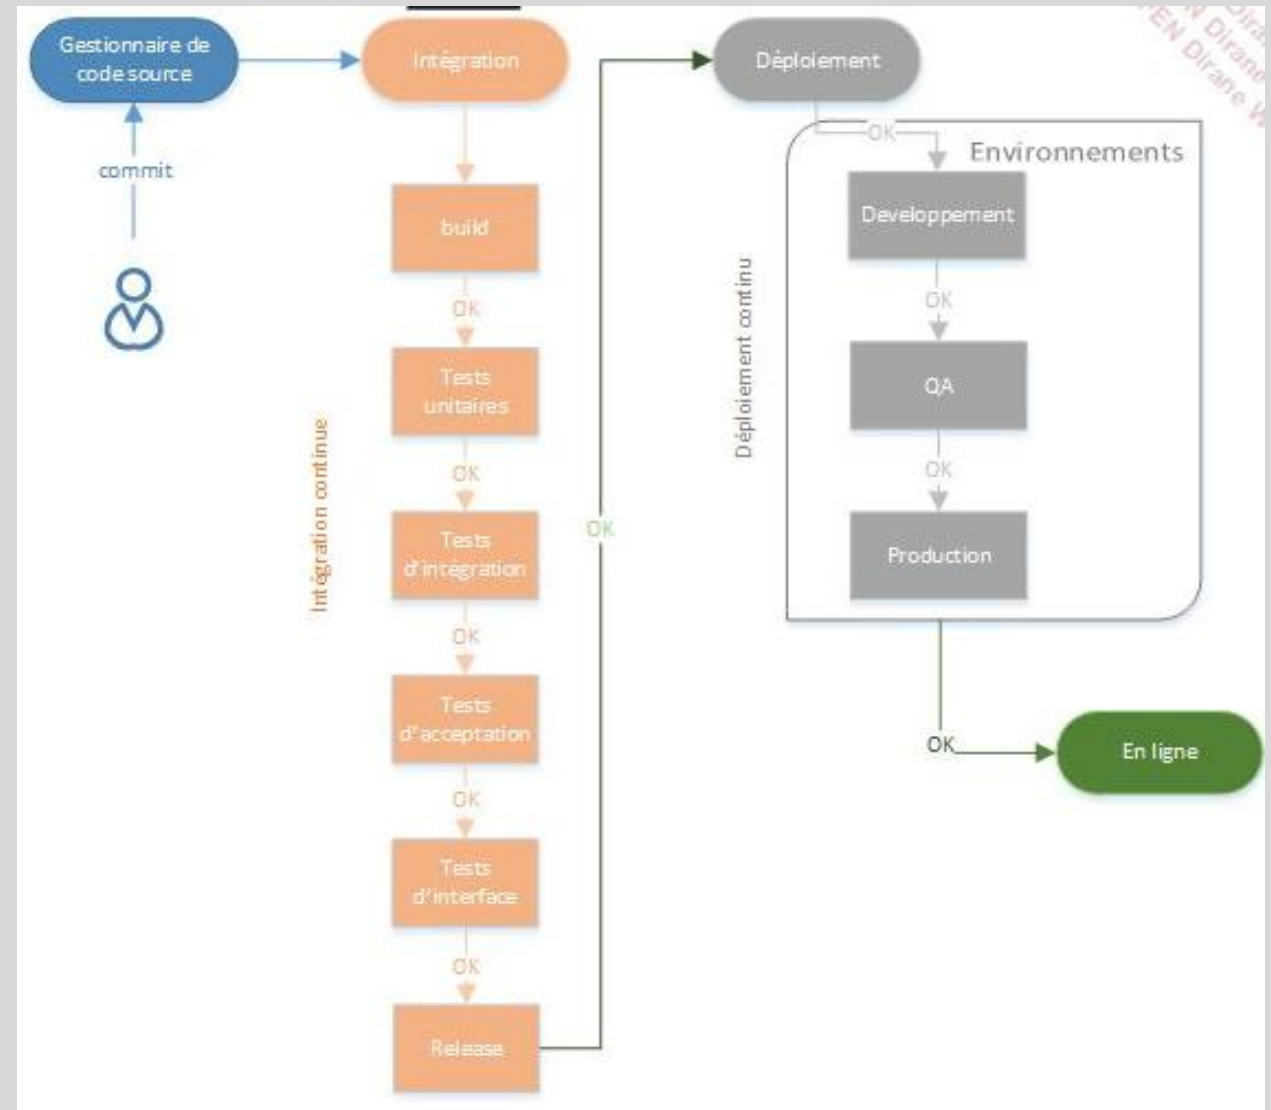 Gestionnaire de
code source
commit
Intégration continue
Intégration
build
OK
Tests
unitaires
OK
Tests
d'intégration
OK
Tests
d'acceptation
OK
Tests
d'interface
OK
Release
OK
Déploiement
OK
Environnements
Déploiement continu
Developpement
OK
QA
OK
Production
OK
En ligne